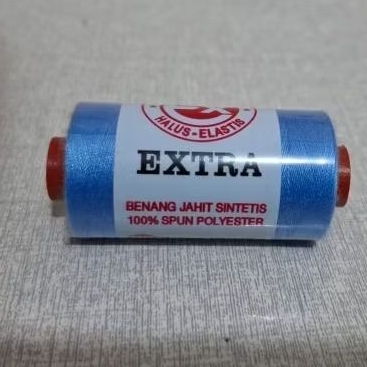 HALUS-ELASTIS
EXTRA
BENANG JAHIT SINTETIS
100% SPUN POLYESTER